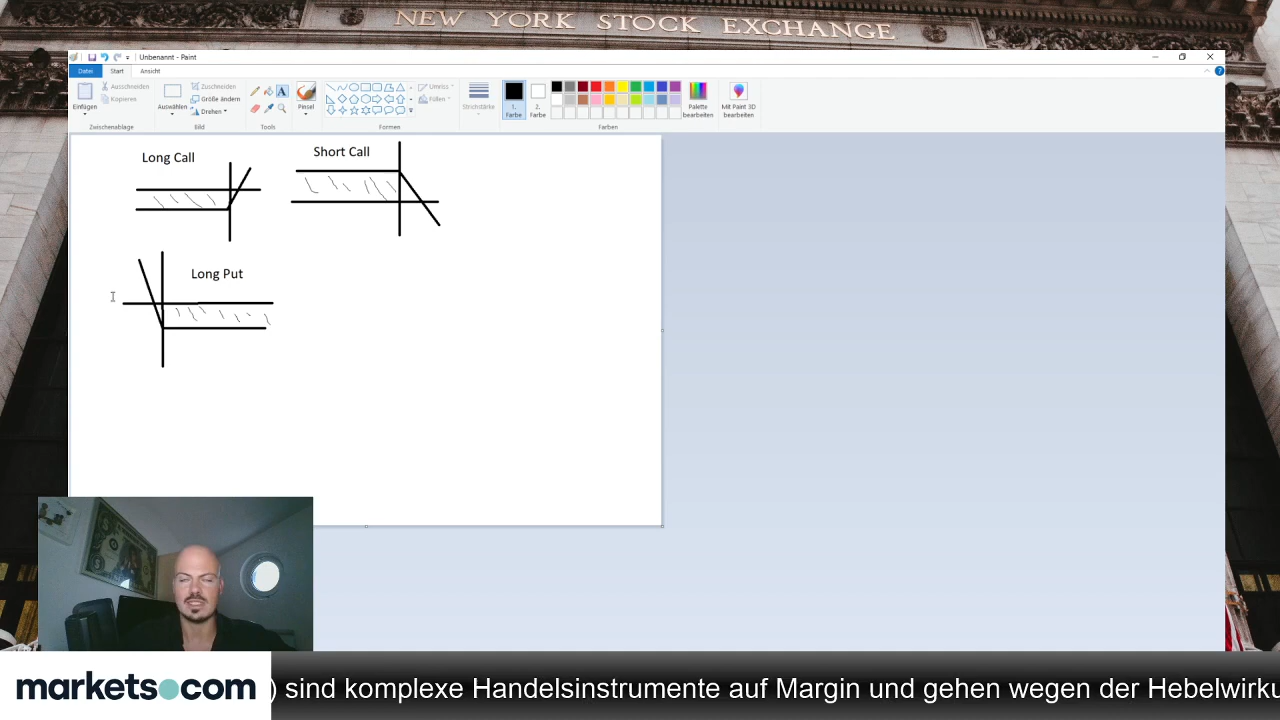 NEW YORK STOCK EXCHANGE
Unbenannt - Paint
Datei Start Ansicht
Einfügen
Ausschneiden
Kopieren
Zwischenablage
Auswählen
Zuschneiden
Größe ändern
Drehen
Bild
Tools
Pinsel
Umriss
Füllen
Formen
Strichstärke
1.
Farbe
2.
Farbe
Palette
bearbeiten
Mit Paint 3D
bearbeiten
Farben
Long Call
Short Call
Long Put
markets.com
) sind komplexe Handelsinstrumente auf Margin und gehen wegen der Hebelwirku